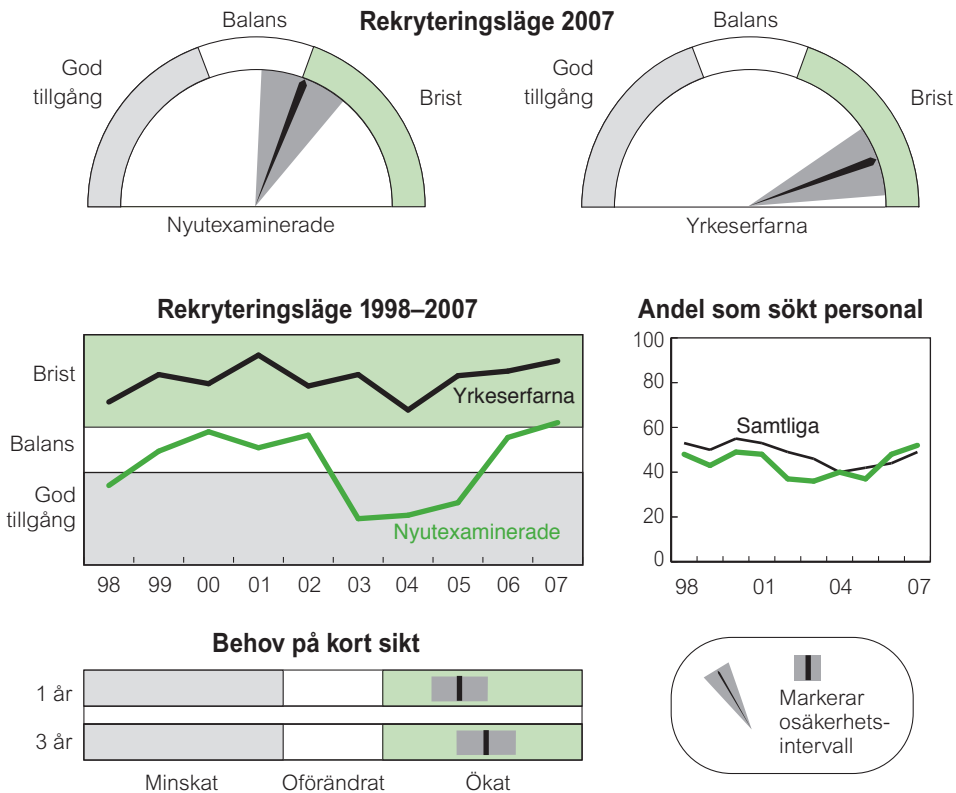 Rekryteringsläge 2007
Balans
God
tillgång
Brist
Nyutexaminerade
Balans
God
tillgång
Brist
Yrkeserfarna
Rekryteringsläge 1998–2007
Brist
Balans
God
tillgång
Yrkeserfarna
Nyutexaminerade
98 99 00 01 02 03 04 05 06 07
Andel som sökt personal
100
80
60
40
20
0
Samtliga
98 01 04 07
Behov på kort sikt
1 år
3 år
Minskat Oförändrat Ökat
Markerar
osäkerhets-
intervall